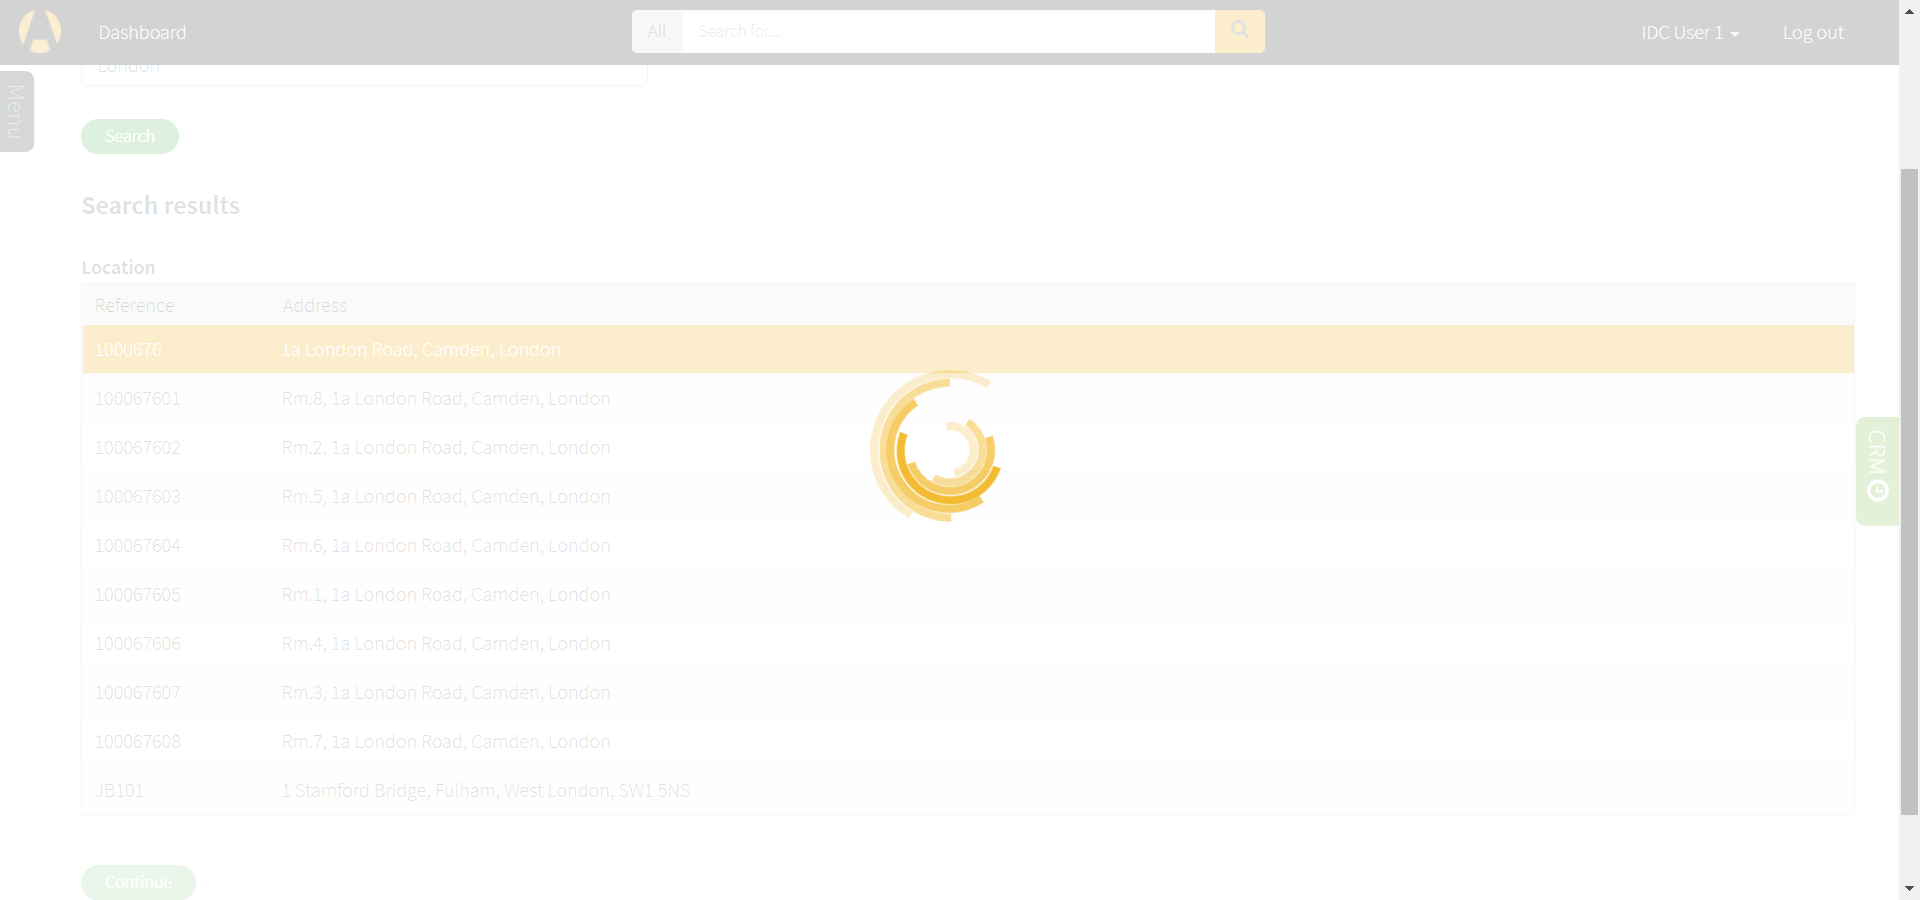 Dashboard
All
Search for...
IDC User 1
Log out
London
Menu
Search
Search results
Location
Reference Address
1000676 1a London Road, Camden, London
100067601 Rm.8, 1a London Road, Camden, London
100067602 Rm.2, 1a London Road, Camden, London
100067603 Rm.5, 1a London Road, Camden, London
100067604 Rm.6, 1a London Road, Camden, London
100067605 Rm.1, 1a London Road, Camden, London
100067606 Rm.4, 1a London Road, Camden, London
100067607 Rm.3, 1a London Road, Camden, London
100067608 Rm.7, 1a London Road, Camden, London
JB101 1 Stamford Bridge, Fulham, West London, SW1 5NS
CRM
Continue